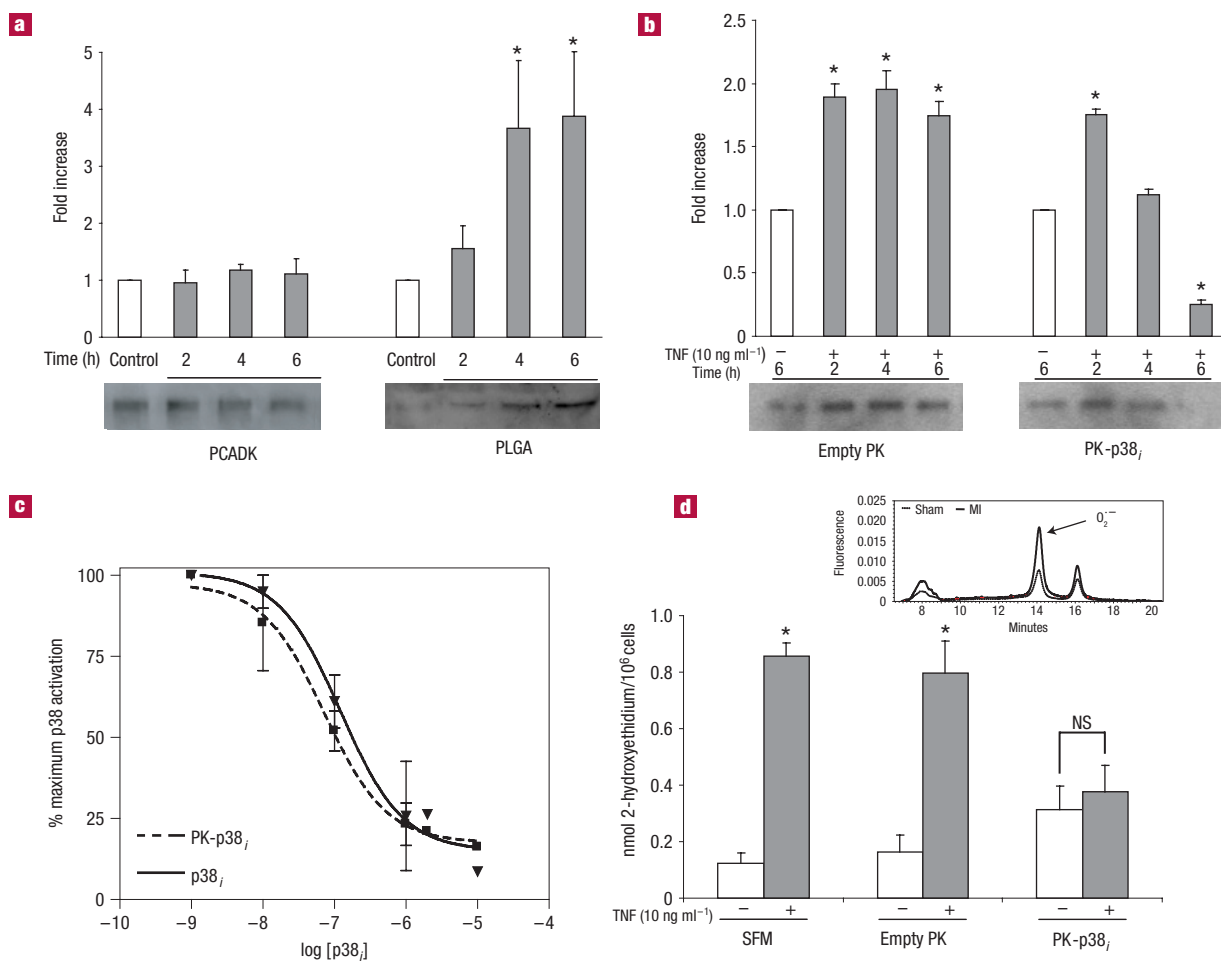 a
5
4
3
2
1
0
Fold increase
* *
Time (h) Control 2 4 6 Control 2 4 6
PCADK PLGA
b
2.5
2.0
1.5
1.0
0.5
0
Fold increase
* * * * *
TNF (10 ng ml⁻¹) − + + + − + + +
Time (h) 6 2 4 6 6 2 4 6
Empty PK PK-p38i
c
100
75
50
25
0
% maximum p38 activation
PK-p38i
p38i
−10 −9 −8 −7 −6 −5 −4
log [p38i]
d
0.025
0.020
0.015
0.010
0.005
0
Fluorescence
Sham MI
O₂·−
8 10 12 14 16 18 20
Minutes
1.0
0.8
0.6
0.4
0.2
0
nmol 2-hydroxyethidium/10⁶ cells
* *
NS
TNF (10 ng ml⁻¹) − + − + − +
SFM Empty PK PK-p38i